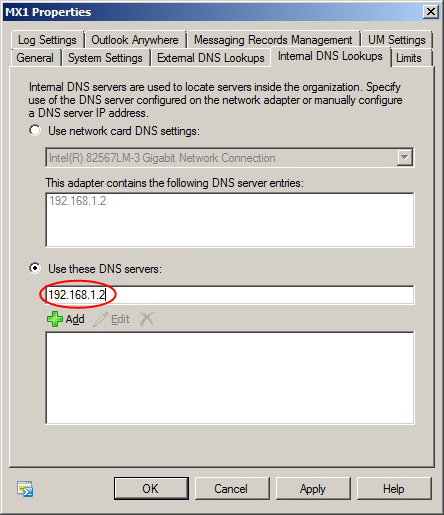 MX1 Properties
Log Settings Outlook Anywhere Messaging Records Management UM Settings
General System Settings External DNS Lookups Internal DNS Lookups Limits
Internal DNS servers are used to locate servers inside the organization. Specify
use of the DNS server configured on the network adapter or manually configure
a DNS server IP address.
Use network card DNS settings:
Intel(R) 82567LM-3 Gigabit Network Connection
This adapter contains the following DNS server entries:
192.168.1.2
Use these DNS servers:
192.168.1.2
Add Edit
OK Cancel Apply Help